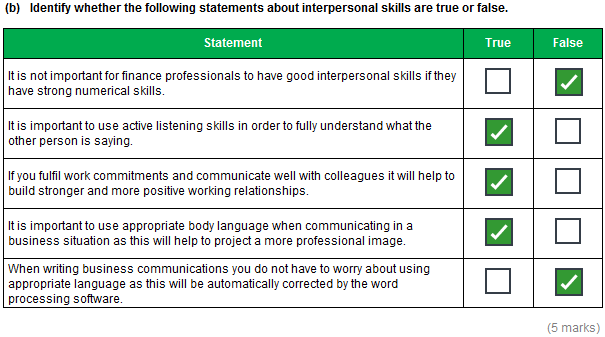 (b) Identify whether the following statements about interpersonal skills are true or false.
Statement True False
It is not important for finance professionals to have good interpersonal skills if they
have strong numerical skills.
It is important to use active listening skills in order to fully understand what the
other person is saying.
If you fulfil work commitments and communicate well with colleagues it will help to
build stronger and more positive working relationships.
It is important to use appropriate body language when communicating in a
business situation as this will help to project a more professional image.
When writing business communications you do not have to worry about using
appropriate language as this will be automatically corrected by the word
processing software.
(5 marks)